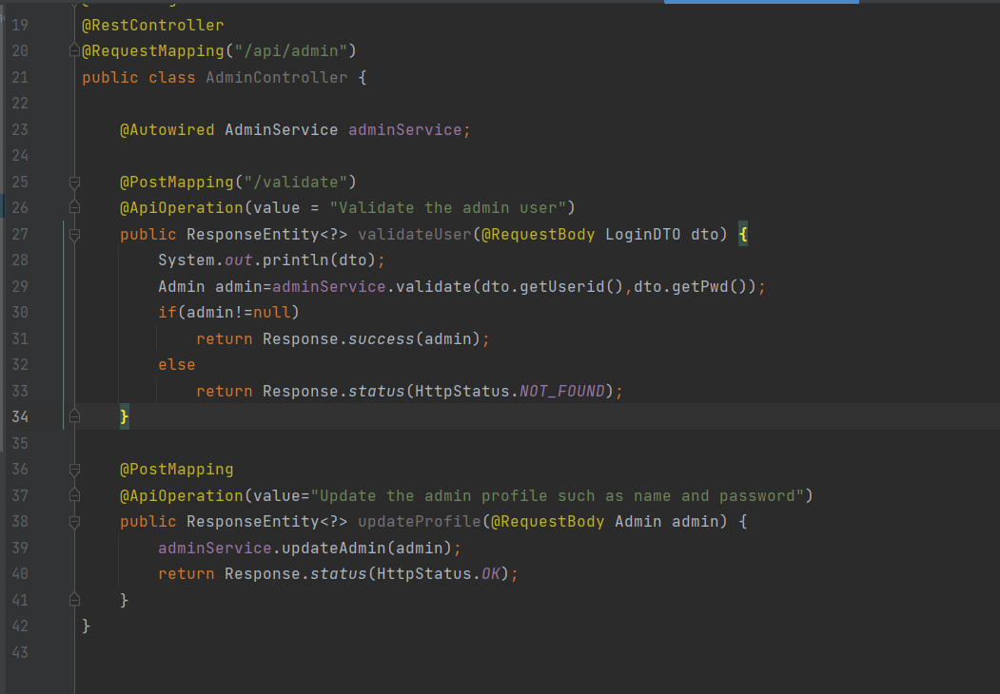 19 @RestController
20 @RequestMapping("/api/admin")
21 public class AdminController {
22
23     @Autowired AdminService adminService;
24
25     @PostMapping("/validate")
26     @ApiOperation(value = "Validate the admin user")
27     public ResponseEntity<?> validateUser(@RequestBody LoginDTO dto) {
28         System.out.println(dto);
29         Admin admin=adminService.validate(dto.getUserid(),dto.getPwd());
30         if(admin!=null)
31             return Response.success(admin);
32         else
33             return Response.status(HttpStatus.NOT_FOUND);
34     }
35
36     @PostMapping
37     @ApiOperation(value="Update the admin profile such as name and password")
38     public ResponseEntity<?> updateProfile(@RequestBody Admin admin) {
39         adminService.updateAdmin(admin);
40         return Response.status(HttpStatus.OK);
41     }
42 }
43